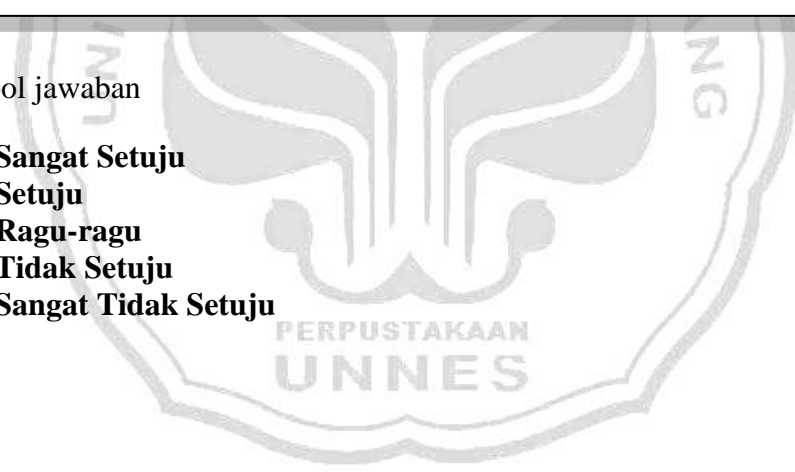 ol jawaban
Sangat Setuju
Setuju
Ragu-ragu
Tidak Setuju
Sangat Tidak Setuju
PERPUSTAKAAN
UNNES